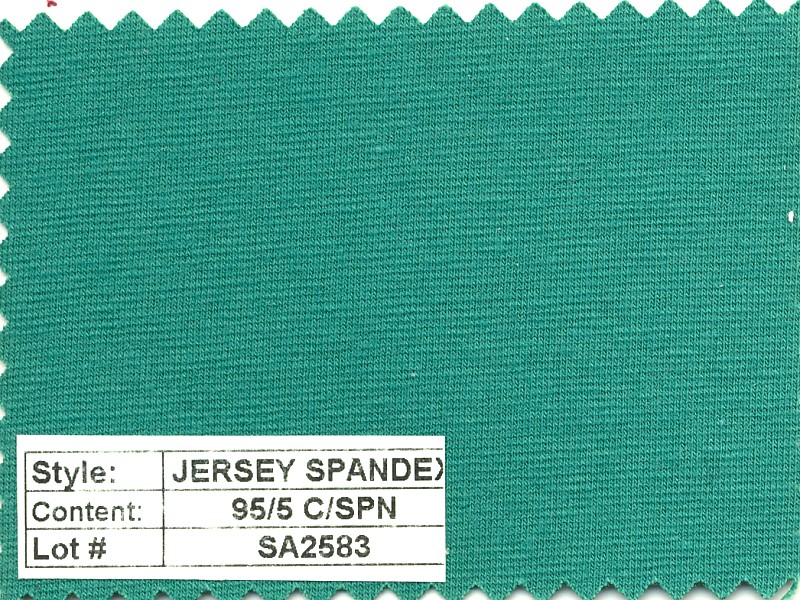 Style: JERSEY SPANDEX
Content: 95/5 C/SPN
Lot # SA2583